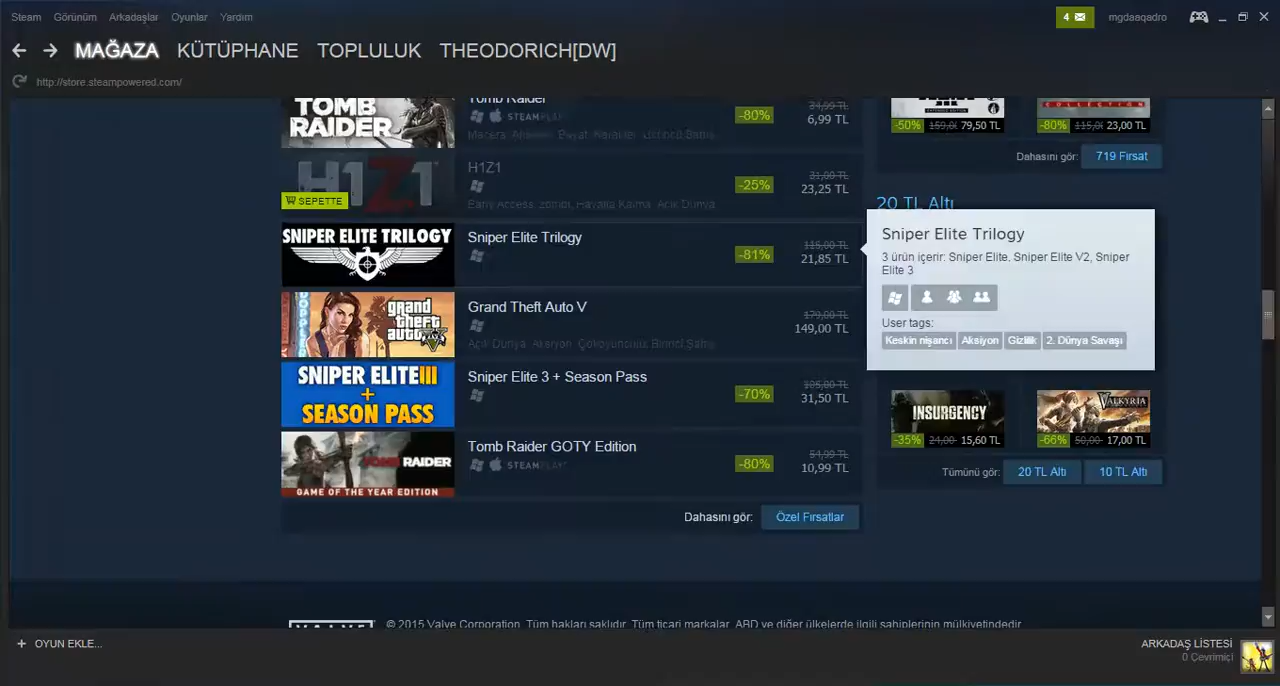 Steam Görünüm Arkadaşlar Oyunlar Yardım
4 mgdaaqadro
MAĞAZA KÜTÜPHANE TOPLULUK THEODORICH[DW]
http://store.steampowered.com/
TOMB RAIDER
Tomb Raider
STEAMPLAY
-80%
34,99 TL
6,99 TL
H1Z1
SEPETTE
H1Z1
Early Access, Zombi, Hayatta Kalma, Açık Dünya
-25%
31,00 TL
23,25 TL
SNIPER ELITE TRILOGY
Sniper Elite Trilogy
-81%
115,00 TL
21,85 TL
grand theft auto V
Grand Theft Auto V
Açık Dünya, Aksiyon, Çokoyunculu, Birinci Şahıs
179,00 TL
149,00 TL
SNIPER ELITE III
+
SEASON PASS
Sniper Elite 3 + Season Pass
-70%
105,00 TL
31,50 TL
TOMB RAIDER
GAME OF THE YEAR EDITION
Tomb Raider GOTY Edition
STEAMPLAY
-80%
54,99 TL
10,99 TL
Dahasını gör: Özel Fırsatlar
COLLECTION
-50% 79,50 TL
-80% 23,00 TL
Dahasını gör: 719 Fırsat
20 TL Altı
Sniper Elite Trilogy
3 ürün içerir: Sniper Elite, Sniper Elite V2, Sniper
Elite 3
User tags:
Keskin nişancı Aksiyon Gizlilik 2. Dünya Savaşı
INSURGENCY
-35% 24,00 15,60 TL
VALKYRIA
-66% 50,00 17,00 TL
Tümünü gör: 20 TL Altı 10 TL Altı
VALVE © 2015 Valve Corporation. Tüm hakları saklıdır. Tüm ticari markalar, ABD ve diğer ülkelerde ilgili sahiplerinin mülkiyetindedir.
+ OYUN EKLE...
ARKADAŞ LİSTESİ
0 Çevrimiçi